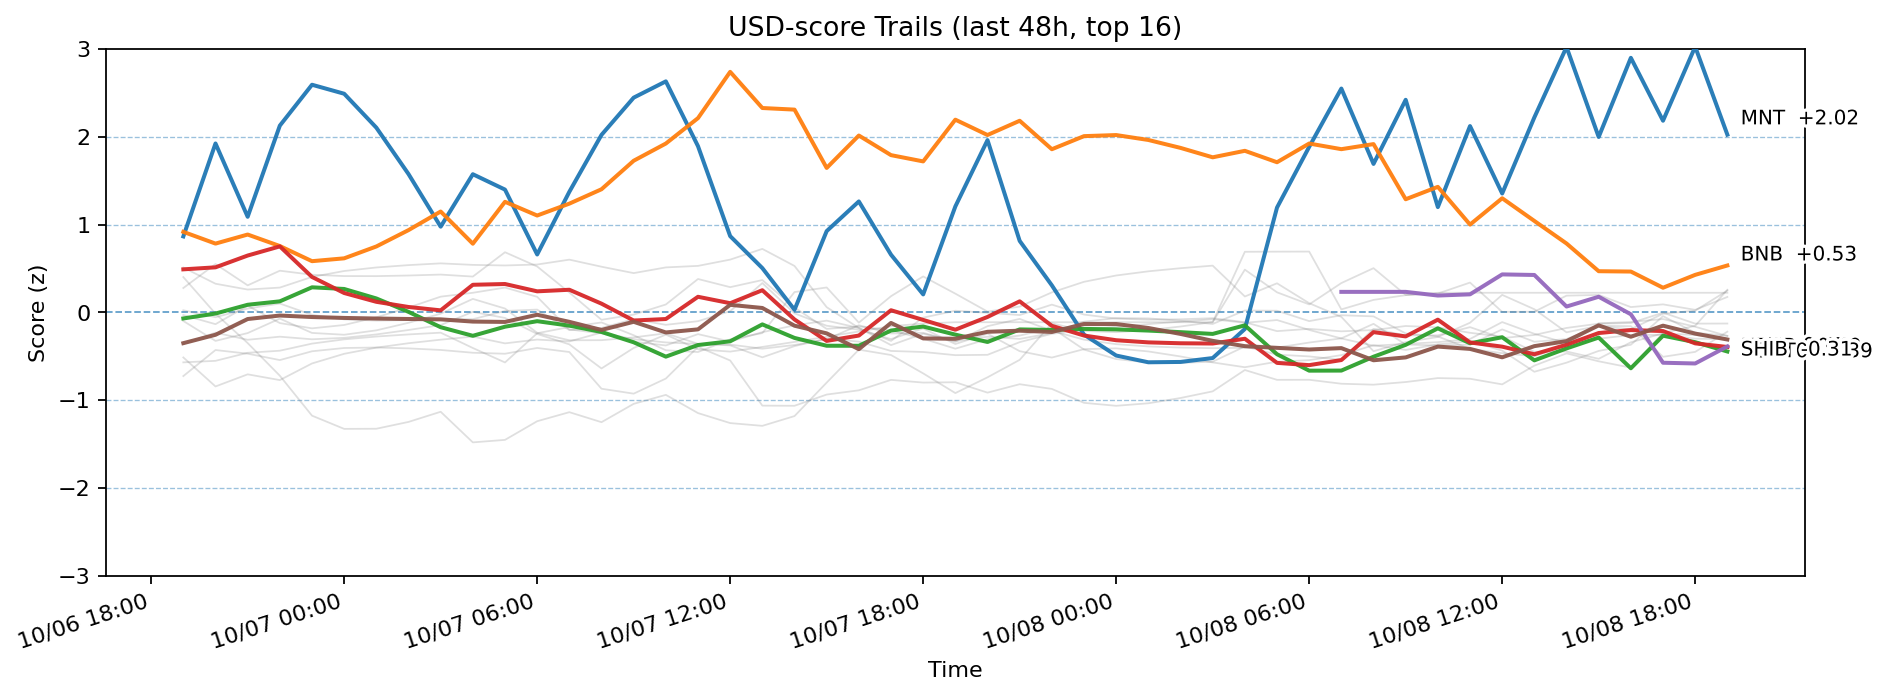 USD-score Trails (last 48h, top 16)
Score (z)
3
2
1
0
−1
−2
−3
MNT +2.02
BNB +0.53
SHIB -0.31
10/06 18:00
10/07 00:00
10/07 06:00
10/07 12:00
10/07 18:00
10/08 00:00
10/08 06:00
10/08 12:00
10/08 18:00
Time